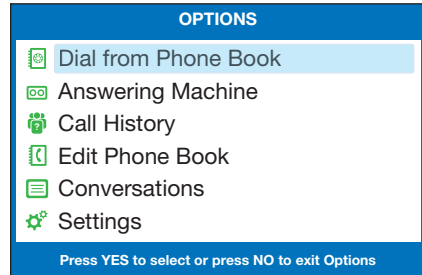 OPTIONS
Dial from Phone Book
Answering Machine
Call History
Edit Phone Book
Conversations
Settings
Press YES to select or press NO to exit Options